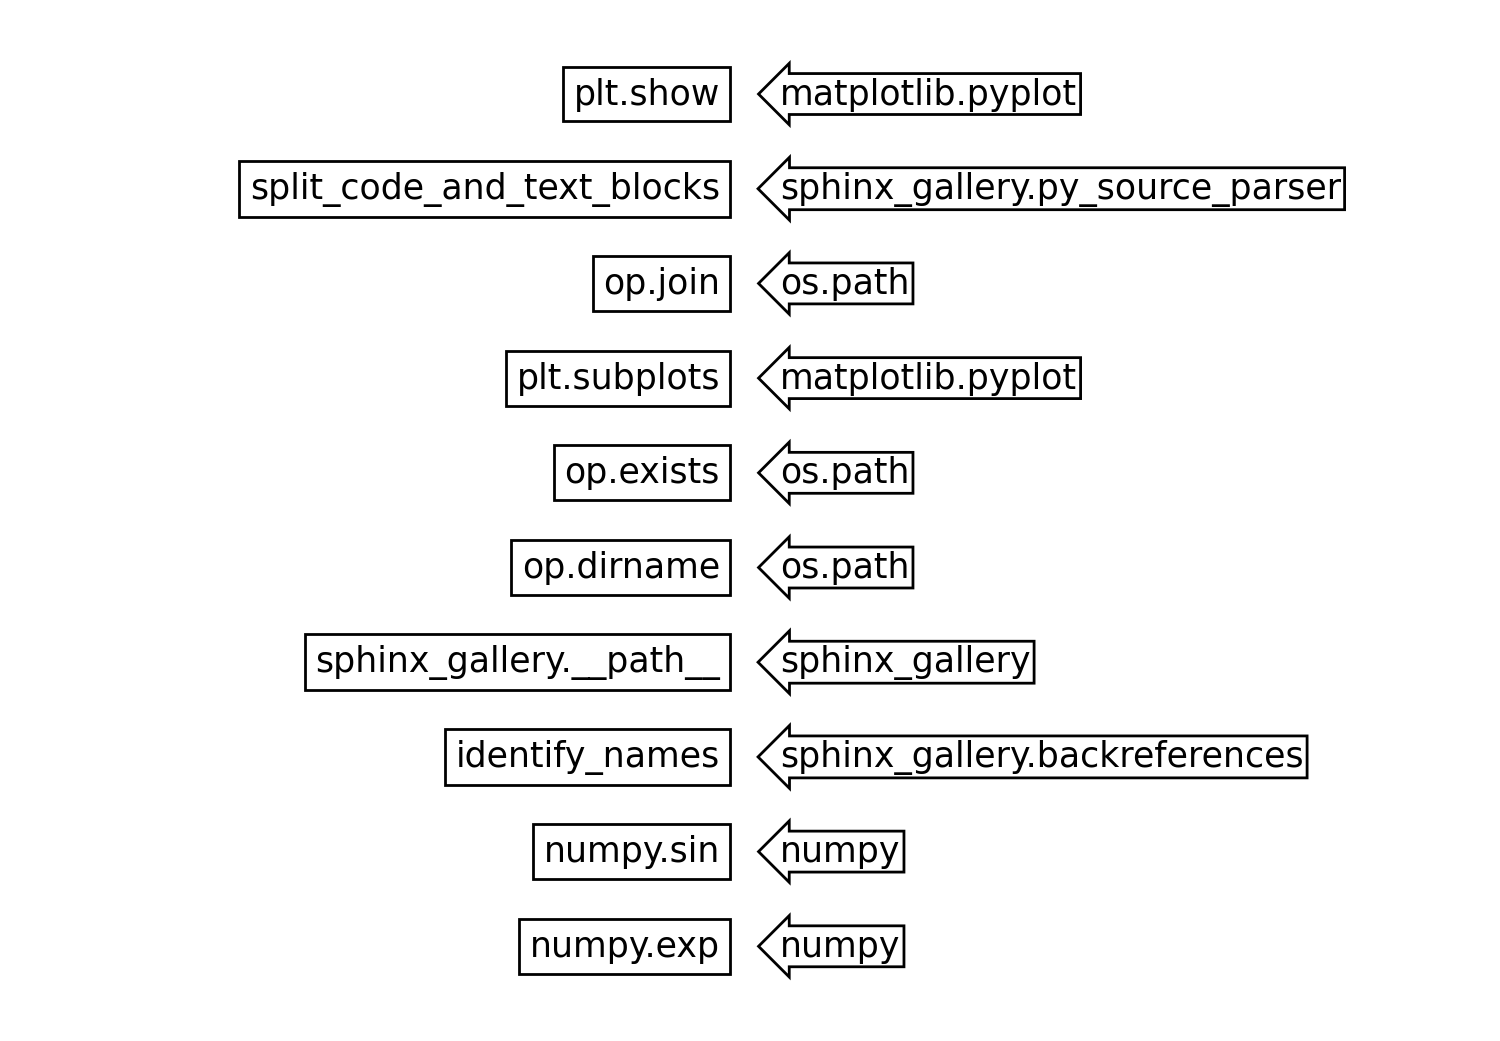 plt.show matplotlib.pyplot
split_code_and_text_blocks sphinx_gallery.py_source_parser
op.join os.path
plt.subplots matplotlib.pyplot
op.exists os.path
op.dirname os.path
sphinx_gallery.__path__ sphinx_gallery
identify_names sphinx_gallery.backreferences
numpy.sin numpy
numpy.exp numpy